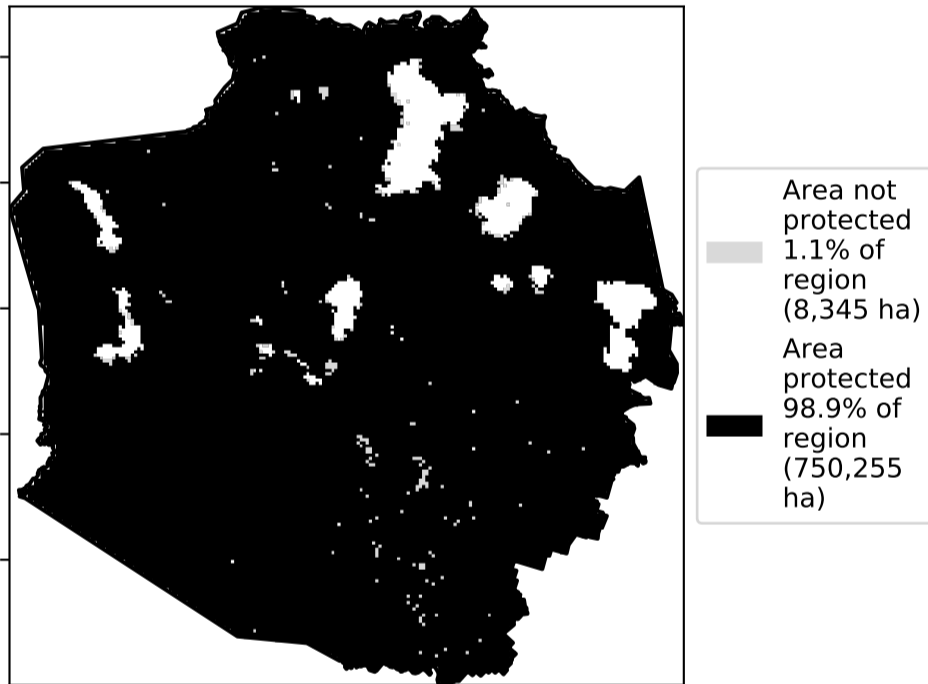 Area not
protected
1.1% of
region
(8,345 ha)
Area
protected
98.9% of
region
(750,255
ha)